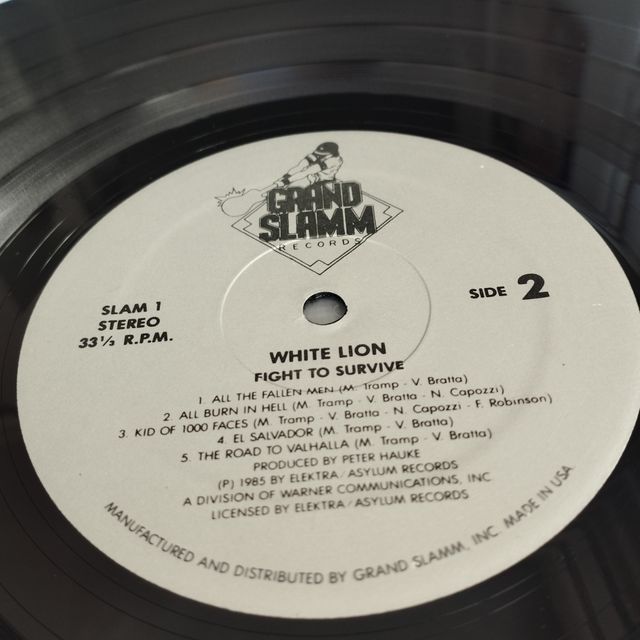 GRAND
SLAMM
RECORDS
SLAM 1
STEREO
33⅓ R.P.M.
SIDE 2
WHITE LION
FIGHT TO SURVIVE
1. ALL THE FALLEN MEN (M. Tramp - V. Bratta)
2. ALL BURN IN HELL (M. Tramp - V. Bratta - N. Capozzi)
3. KID OF 1000 FACES (M. Tramp - V. Bratta - N. Capozzi - F. Robinson)
4. EL SALVADOR (M. Tramp - V. Bratta)
5. THE ROAD TO VALHALLA (M. Tramp - V. Bratta)
PRODUCED BY PETER HAUKE
(P) 1985 BY ELEKTRA/ASYLUM RECORDS
A DIVISION OF WARNER COMMUNICATIONS, INC
LICENSED BY ELEKTRA/ASYLUM RECORDS
MANUFACTURED AND DISTRIBUTED BY GRAND SLAMM, INC. MADE IN USA